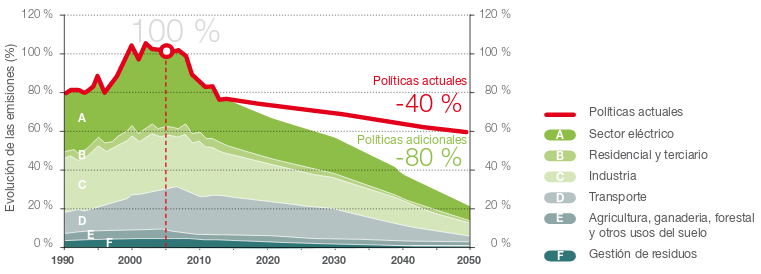 120 %
100 %
80 %
60 %
40 %
20 %
0 %
Evolución de las emisiones (%)
100 %
Políticas actuales
-40 %
Políticas adicionales
-80 %
A
B
C
D
E
F
120 %
100 %
80 %
60 %
40 %
20 %
0 %
1990
2000
2005
2010
2020
2030
2040
2050
Políticas actuales
A Sector eléctrico
B Residencial y terciario
C Industria
D Transporte
E Agricultura, ganaderia, forestal
y otros usos del suelo
F Gestión de residuos